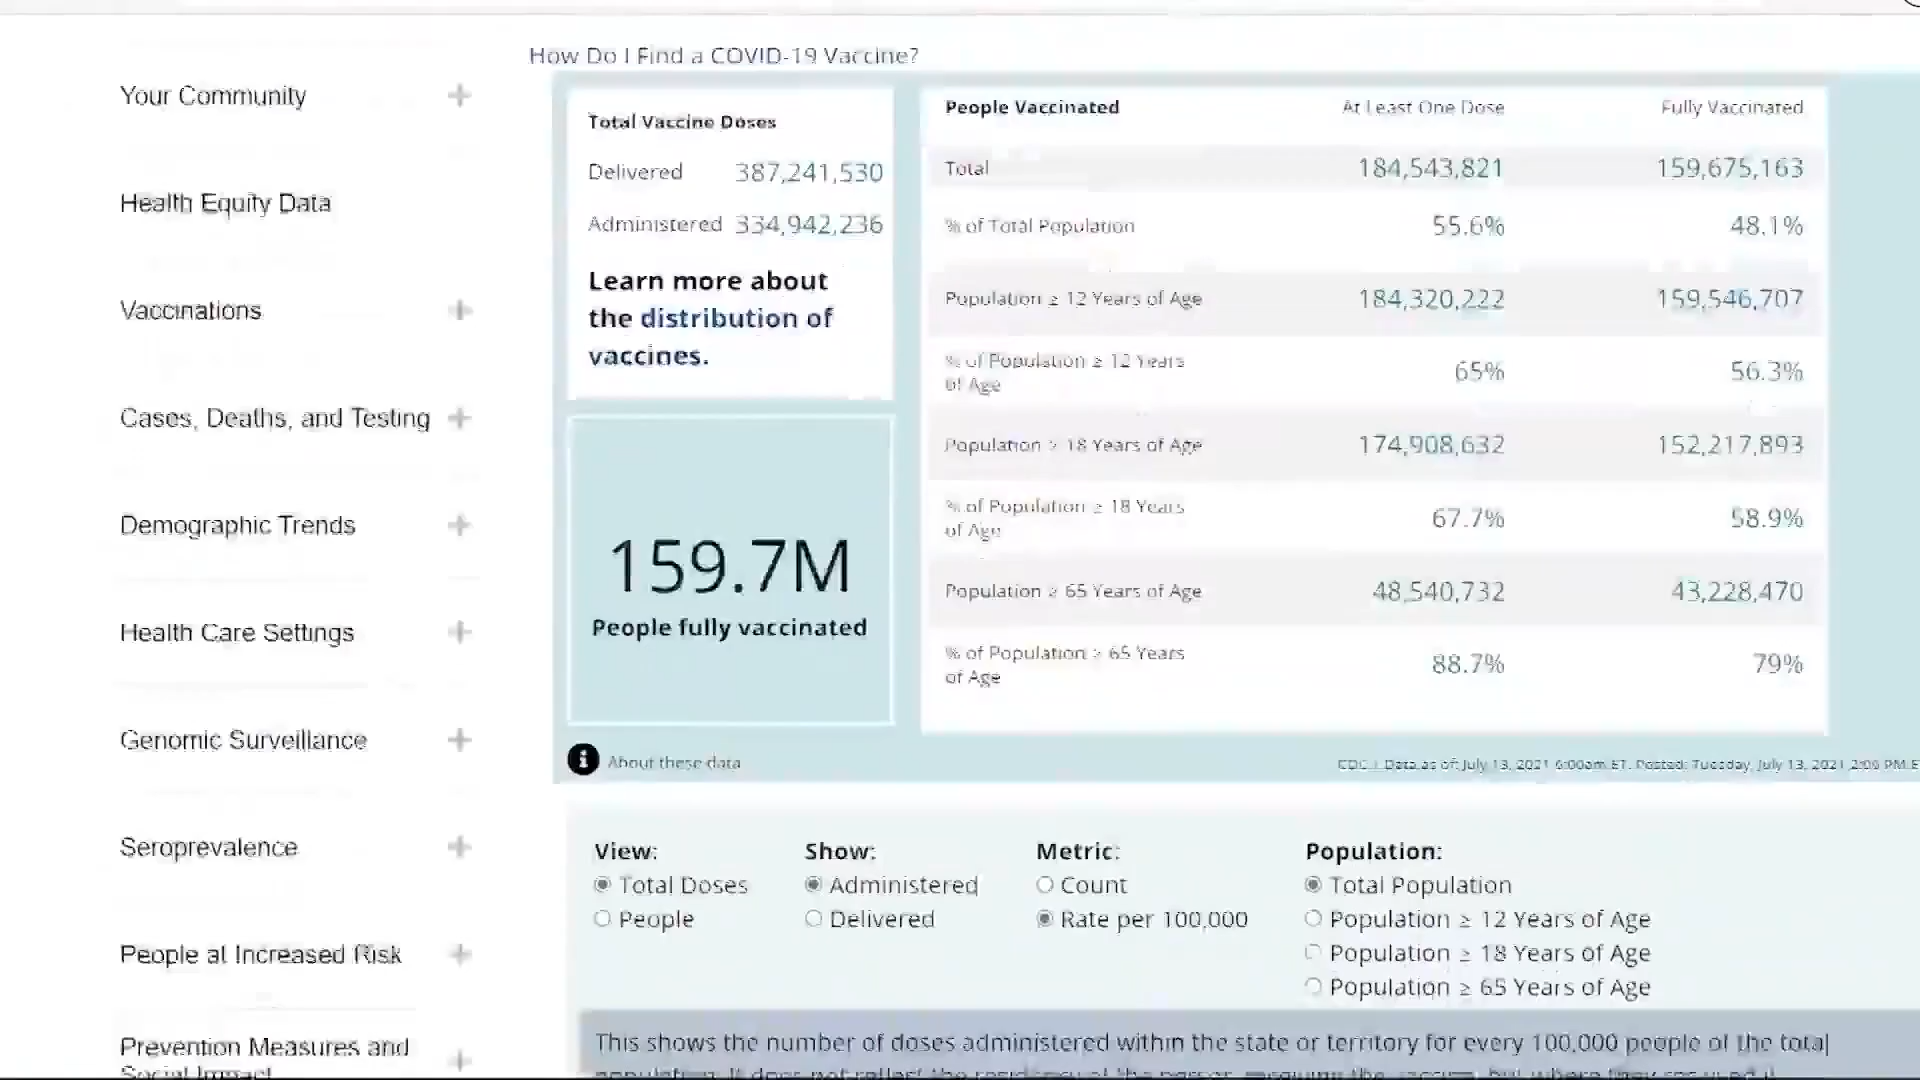 How Do I Find a COVID-19 Vaccine?
Your Community
Health Equity Data
Vaccinations
Cases, Deaths, and Testing
Demographic Trends
Health Care Settings
Genomic Surveillance
Seroprevalence
People at Increased Risk
Prevention Measures and
Social Impact
Total Vaccine Doses
Delivered 387,241,530
Administered 334,942,236
Learn more about
the distribution of
vaccines.
159.7M
People fully vaccinated
People Vaccinated At Least One Dose Fully Vaccinated
Total 184,543,821 159,675,163
% of Total Population 55.6% 48.1%
Population ≥ 12 Years of Age 184,320,222 159,546,707
% of Population ≥ 12 Years
of Age 65% 56.3%
Population ≥ 18 Years of Age 174,908,632 152,217,893
% of Population ≥ 18 Years
of Age 67.7% 58.9%
Population ≥ 65 Years of Age 48,540,732 43,228,470
% of Population ≥ 65 Years
of Age 88.7% 79%
About these data
CDC | Data as of: July 13, 2021 6:00am ET. Posted: Tuesday, July 13, 2021 2:09 PM E
View: Show: Metric: Population:
Total Doses Administered Count Total Population
People Delivered Rate per 100,000 Population ≥ 12 Years of Age
Population ≥ 18 Years of Age
Population ≥ 65 Years of Age
This shows the number of doses administered within the state or territory for every 100,000 people of the total